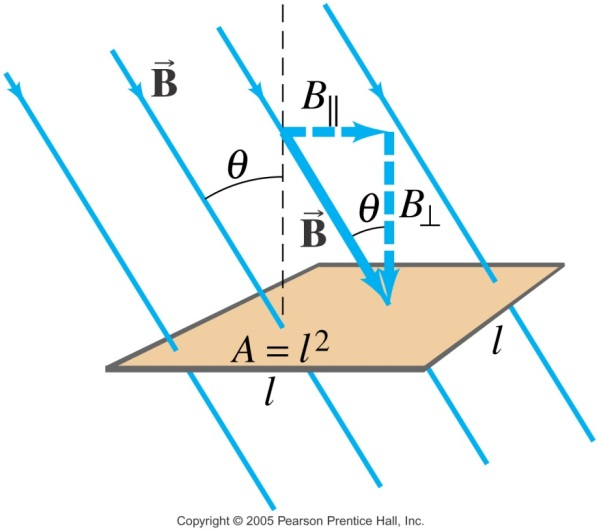 B⃗
B∥
θ
θ
B⊥
B⃗
A = l²
l
l
Copyright © 2005 Pearson Prentice Hall, Inc.